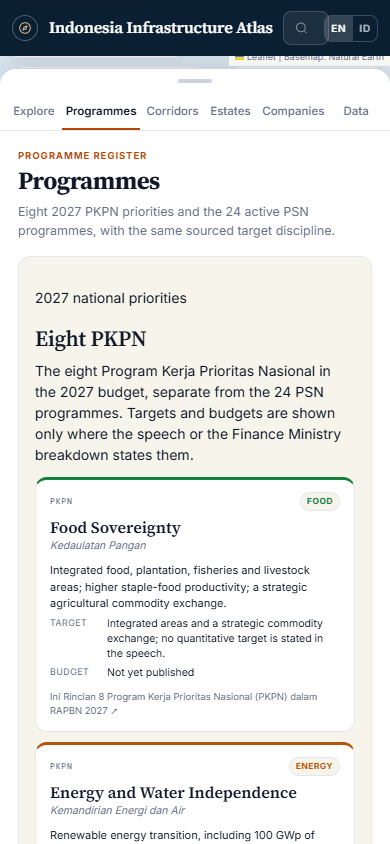 Indonesia Infrastructure Atlas
EN
ID
Leaflet | Basemap: Natural Earth
Explore
Programmes
Corridors
Estates
Companies
Data
PROGRAMME REGISTER
Programmes
Eight 2027 PKPN priorities and the 24 active PSN
programmes, with the same sourced target discipline.
2027 national priorities
Eight PKPN
The eight Program Kerja Prioritas Nasional in
the 2027 budget, separate from the 24 PSN
programmes. Targets and budgets are shown
only where the speech or the Finance Ministry
breakdown states them.
PKPN
FOOD
Food Sovereignty
Kedaulatan Pangan
Integrated food, plantation, fisheries and livestock
areas; higher staple-food productivity; a strategic
agricultural commodity exchange.
TARGET
Integrated areas and a strategic commodity
exchange; no quantitative target is stated in
the speech.
BUDGET
Not yet published
Ini Rincian 8 Program Kerja Prioritas Nasional (PKPN) dalam
RAPBN 2027 ↗
PKPN
ENERGY
Energy and Water Independence
Kemandirian Energi dan Air
Renewable energy transition, including 100 GWp of